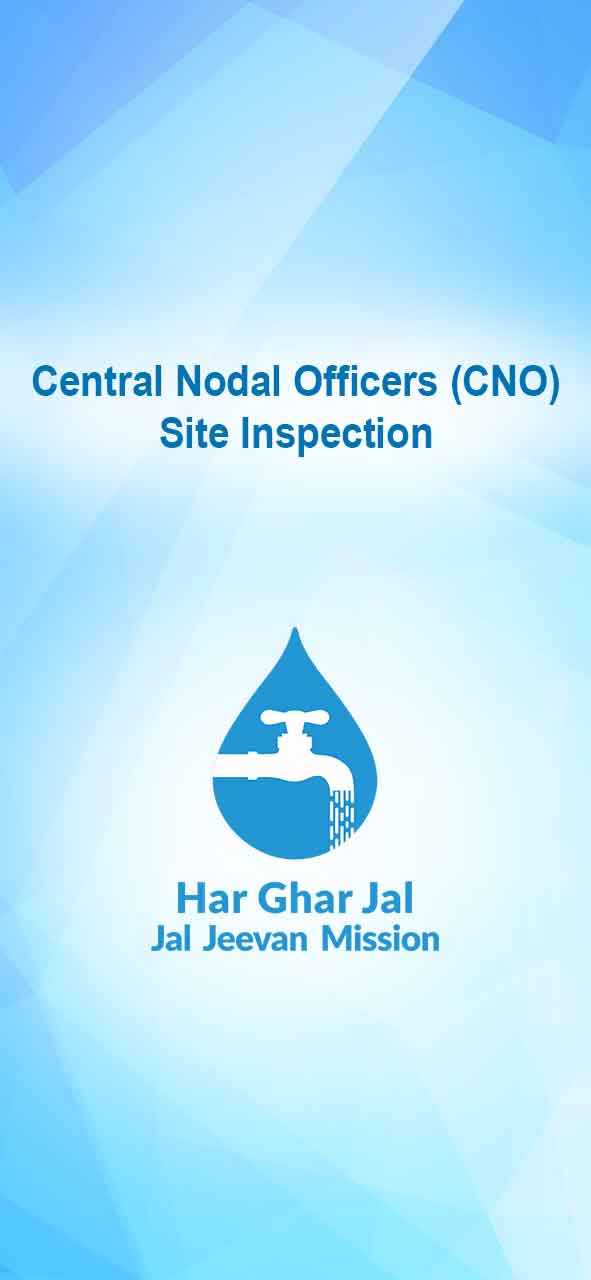 Central Nodal Officers (CNO)
Site Inspection
Har Ghar Jal
Jal Jeevan Mission